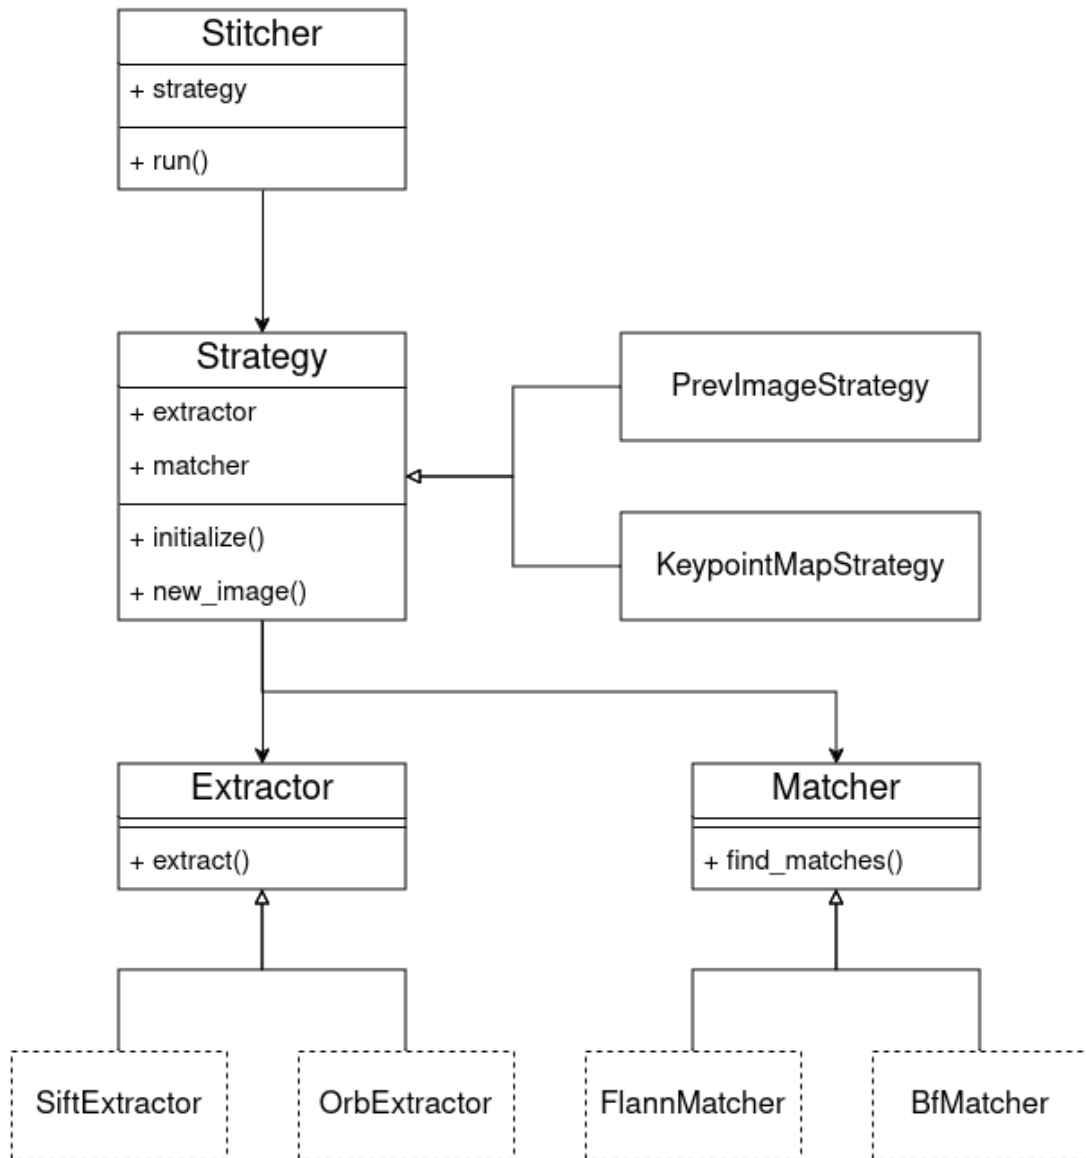 Stitcher
+ strategy
+ run()
Strategy
+ extractor
+ matcher
+ initialize()
+ new_image()
PrevImageStrategy
KeypointMapStrategy
Extractor
+ extract()
Matcher
+ find_matches()
SiftExtractor
OrbExtractor
FlannMatcher
BfMatcher